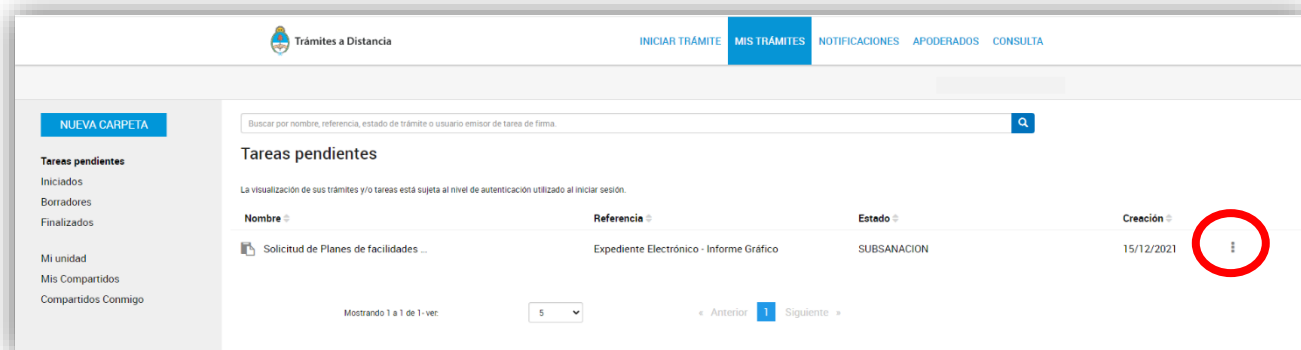 Trámites a Distancia
INICIAR TRÁMITE MIS TRÁMITES NOTIFICACIONES APODERADOS CONSULTA
NUEVA CARPETA
Tareas pendientes
Iniciados
Borradores
Finalizados
Mi unidad
Mis Compartidos
Compartidos Conmigo
Buscar por nombre, referencia, estado de trámite o usuario emisor de tarea de firma.
Tareas pendientes
La visualización de sus trámites y/o tareas está sujeta al nivel de autenticación utilizado al iniciar sesión.
Nombre Referencia Estado Creación
Solicitud de Planes de facilidades ... Expediente Electrónico - Informe Gráfico SUBSANACION 15/12/2021
Mostrando 1 a 1 de 1- ver: 5 « Anterior 1 Siguiente »